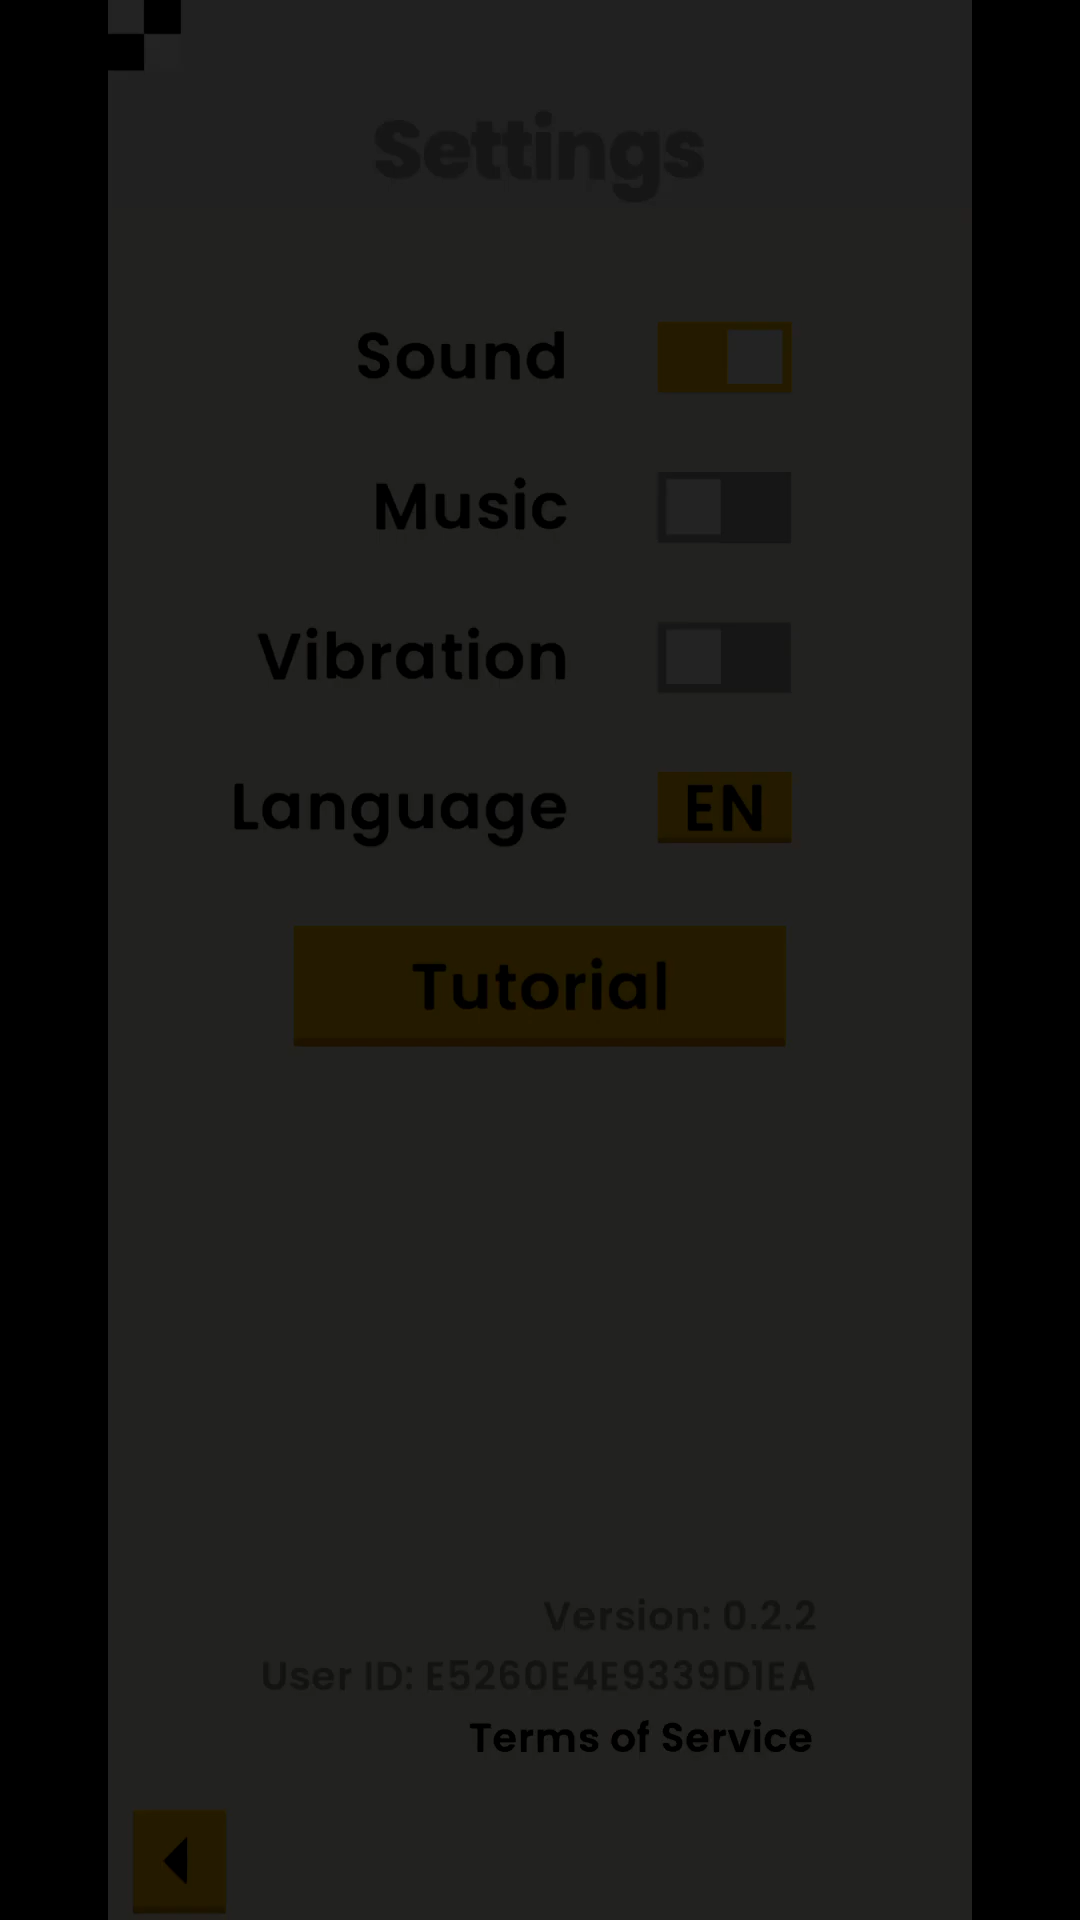 Settings
Sound
Music
Vibration
Language
EN
Tutorial
Version: 0.2.2
User ID: E5260E4E9339D1EA
Terms of Service